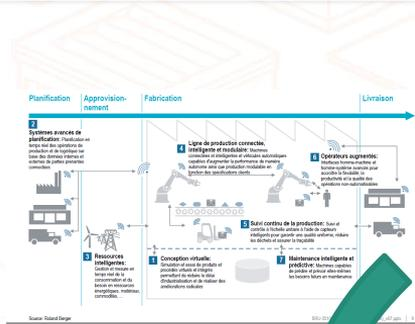 Planification
Approvision-
nement
Fabrication
Livraison
2
Systèmes avancés de
planification: Planification en
temps réel des opérations de
production et de logistique sur
base des données internes et
externes de parties prenantes
connectées
4
Ligne de production connectée,
intelligente et modulaire: Machines
connectées et intelligentes et véhicules automatiques
capables d'augmenter la performance de manière
autonome ainsi que production modulable en
fonction des spécifications clients
6
Opérateurs augmentés:
Interfaces homme-machine et
homme-système avancés pour
accroître la flexibilité, la
productivité et la qualité des
opérations non-automatisables
5
Suivi continu de la production: Suivi et
contrôle à l'échelle unitaire à l'aide de capteurs
intelligents pour garantir une qualité uniforme, réduire
les déchets et assurer la traçabilité
3
Ressources
intelligentes:
Gestion et mesure en
temps réel de la
consommation et du
besoin en ressources
énergétiques, matériaux,
commodités, ...
1
Conception virtuelle:
Simulation et essai de produits et
procédés virtuels et intégrés
permettant de réduire le délai
d'industrialisation et de réaliser des
améliorations radicales
7
Maintenance intelligente et
prédictive: Machines capables
de prédire et prévoir elles-mêmes
les besoins futurs en maintenance
Source: Roland Berger